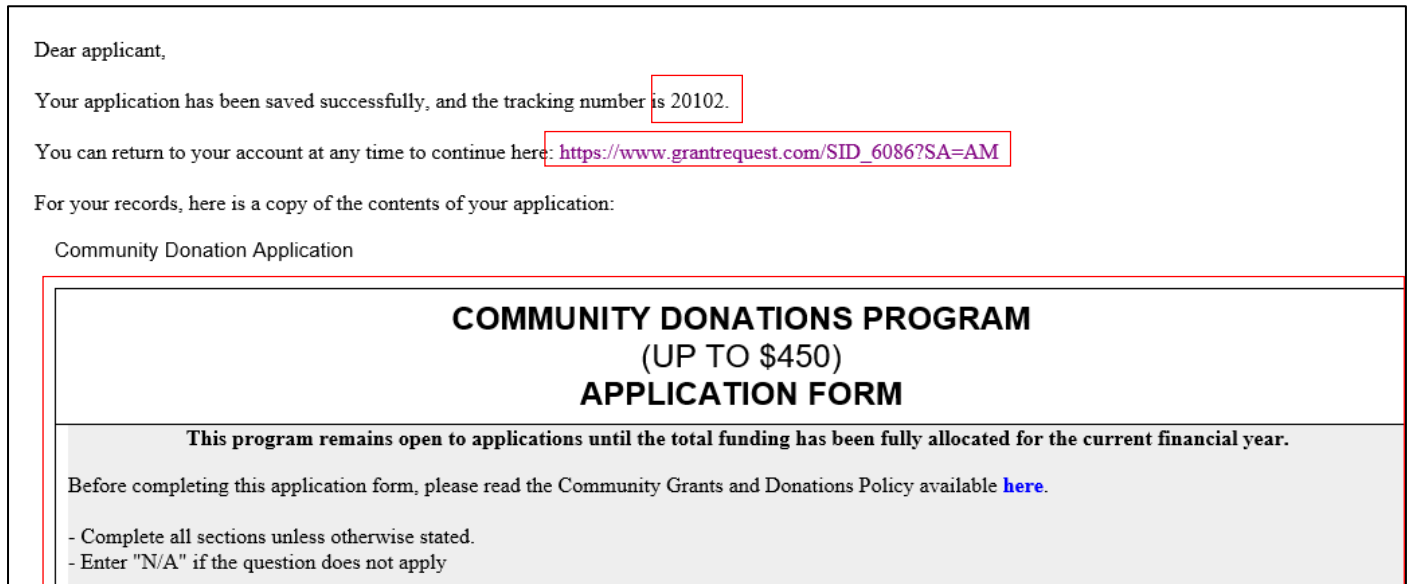 Dear applicant,
Your application has been saved successfully, and the tracking number is 20102.
You can return to your account at any time to continue here: https://www.grantrequest.com/SID_6086?SA=AM
For your records, here is a copy of the contents of your application:
Community Donation Application
COMMUNITY DONATIONS PROGRAM
(UP TO $450)
APPLICATION FORM
This program remains open to applications until the total funding has been fully allocated for the current financial year.
Before completing this application form, please read the Community Grants and Donations Policy available here.
- Complete all sections unless otherwise stated.
- Enter "N/A" if the question does not apply